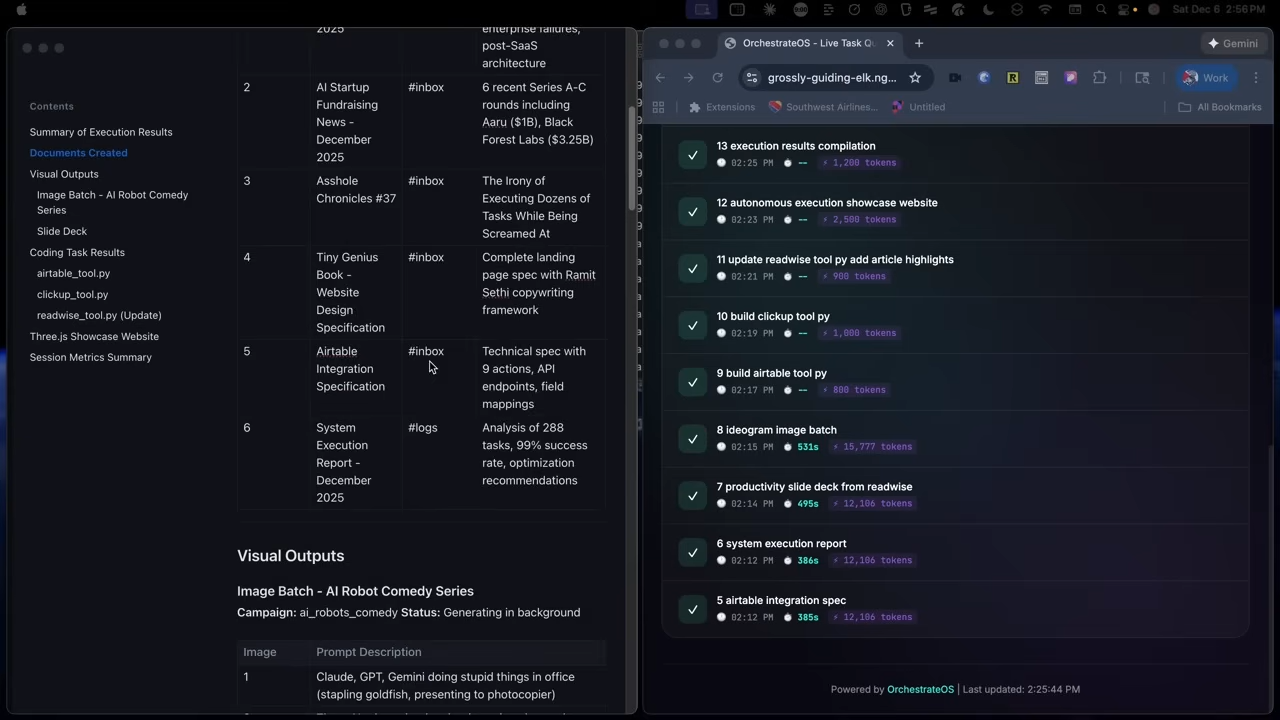 Sat Dec 6 2:56 PM
Contents
Summary of Execution Results
Documents Created
Visual Outputs
Image Batch - AI Robot Comedy
Series
Slide Deck
Coding Task Results
airtable_tool.py
clickup_tool.py
readwise_tool.py (Update)
Three.js Showcase Website
Session Metrics Summary
2025
enterprise failures,
post-SaaS
architecture
2
AI Startup
Fundraising
News -
December
2025
#inbox
6 recent Series A-C
rounds including
Aaru ($1B), Black
Forest Labs ($3.25B)
3
Asshole
Chronicles #37
#inbox
The Irony of
Executing Dozens of
Tasks While Being
Screamed At
4
Tiny Genius
Book -
Website
Design
Specification
#inbox
Complete landing
page spec with Ramit
Sethi copywriting
framework
5
Airtable
Integration
Specification
#inbox
Technical spec with
9 actions, API
endpoints, field
mappings
6
System
Execution
Report -
December
2025
#logs
Analysis of 288
tasks, 99% success
rate, optimization
recommendations
Visual Outputs
Image Batch - AI Robot Comedy Series
Campaign: ai_robots_comedy Status: Generating in background
Image Prompt Description
1 Claude, GPT, Gemini doing stupid things in office
(stapling goldfish, presenting to photocopier)
OrchestrateOS - Live Task Qu
Gemini
grossly-guiding-elk.ng...
Work
Extensions
Southwest Airlines...
Untitled
All Bookmarks
13 execution results compilation
02:25 PM -- 1,200 tokens
12 autonomous execution showcase website
02:23 PM -- 2,500 tokens
11 update readwise tool py add article highlights
02:21 PM -- 900 tokens
10 build clickup tool py
02:19 PM -- 1,000 tokens
9 build airtable tool py
02:17 PM -- 800 tokens
8 ideogram image batch
02:15 PM 531s 15,777 tokens
7 productivity slide deck from readwise
02:14 PM 495s 12,106 tokens
6 system execution report
02:12 PM 386s 12,106 tokens
5 airtable integration spec
02:12 PM 385s 12,106 tokens
Powered by OrchestrateOS | Last updated: 2:25:44 PM